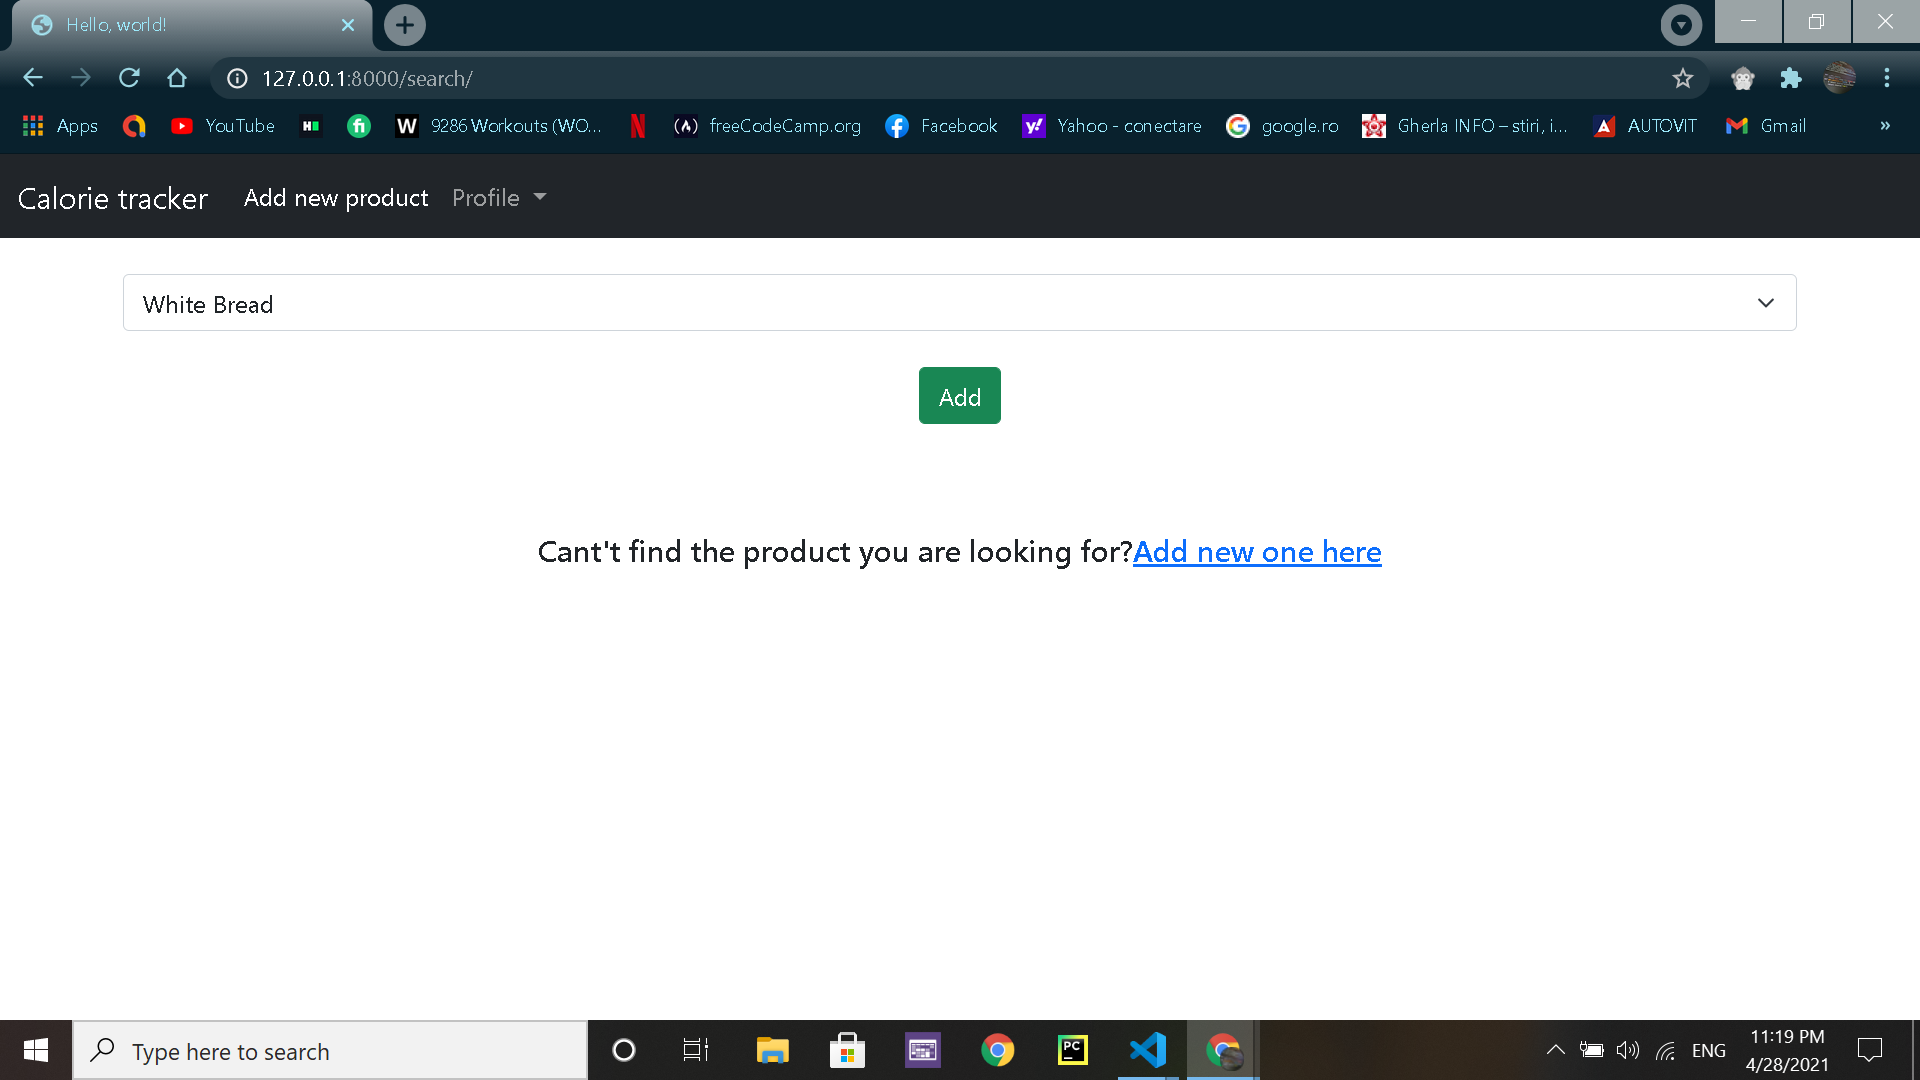 Hello, world!
127.0.0.1:8000/search/
Apps YouTube 9286 Workouts (WO... freeCodeCamp.org Facebook Yahoo - conectare google.ro Gherla INFO – stiri, i... AUTOVIT Gmail »
Calorie tracker Add new product Profile
White Bread
Add
Cant't find the product you are looking for?Add new one here
Type here to search
PC
ENG
11:19 PM
4/28/2021